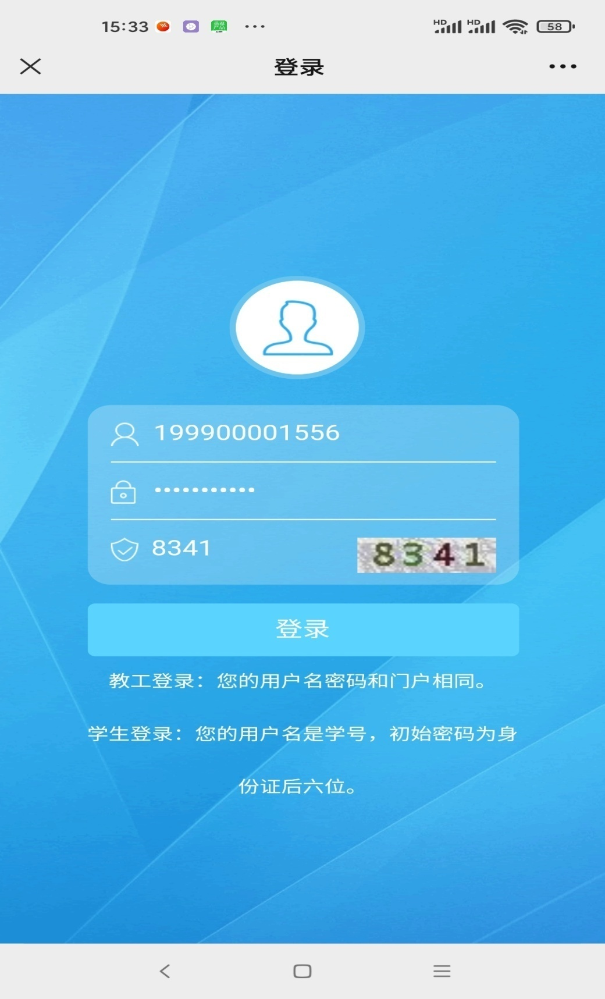 15:33
HD HD 58
登录
199900001556
8341
8341
登录
教工登录：您的用户名密码和门户相同。
学生登录：您的用户名是学号，初始密码为身
份证后六位。